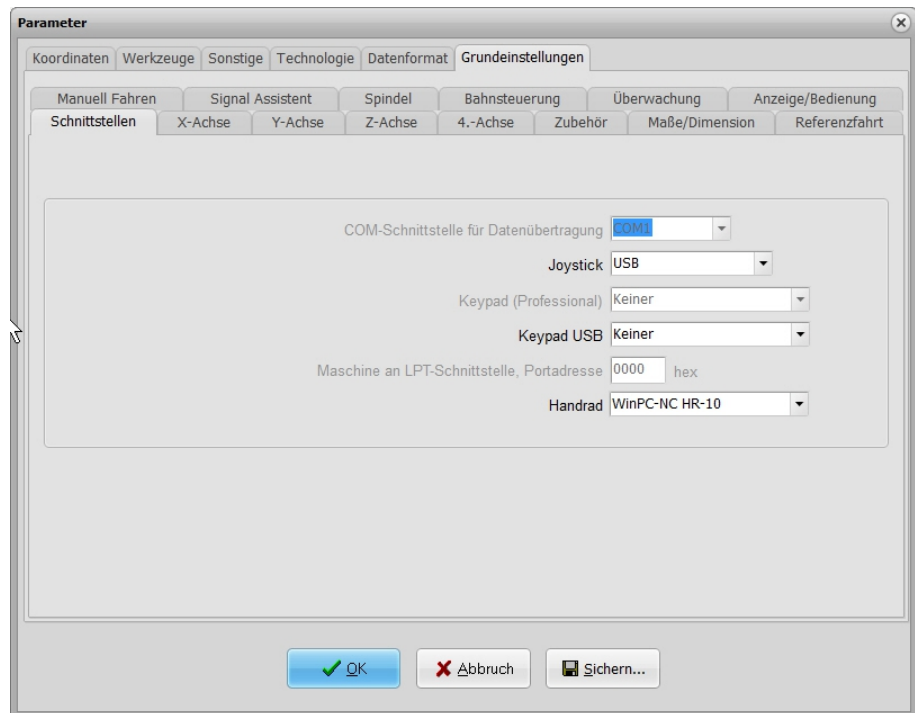 Parameter
Koordinaten Werkzeuge Sonstige Technologie Datenformat Grundeinstellungen
Manuell Fahren Signal Assistent Spindel Bahnsteuerung Überwachung Anzeige/Bedienung
Schnittstellen X-Achse Y-Achse Z-Achse 4.-Achse Zubehör Maße/Dimension Referenzfahrt
COM-Schnittstelle für Datenübertragung COM1
Joystick USB
Keypad (Professional) Keiner
Keypad USB Keiner
Maschine an LPT-Schnittstelle, Portadresse 0000 hex
Handrad WinPC-NC HR-10
OK Abbruch Sichern...